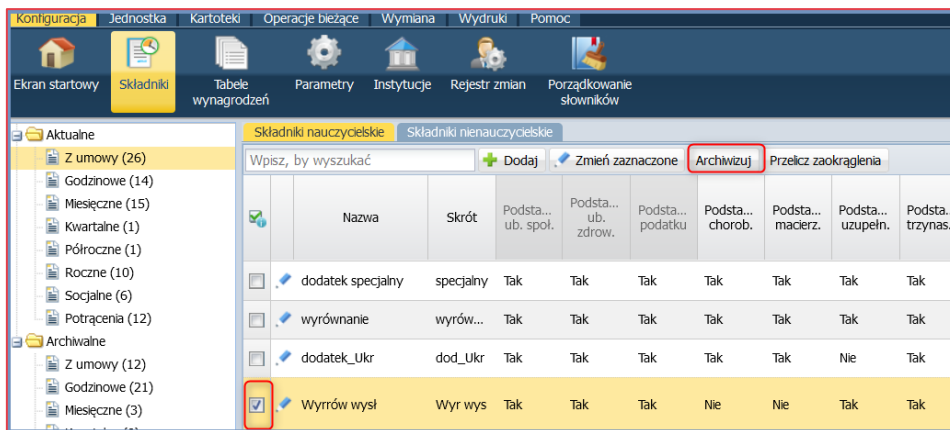 Konfiguracja Jednostka Kartoteki Operacje bieżące Wymiana Wydruki Pomoc
Ekran startowy Składniki Tabele wynagrodzeń Parametry Instytucje Rejestr zmian Porządkowanie słowników
Aktualne
Z umowy (26)
Godzinowe (14)
Miesięczne (15)
Kwartalne (1)
Półroczne (1)
Roczne (10)
Socjalne (6)
Potrącenia (12)
Archiwalne
Z umowy (12)
Godzinowe (21)
Miesięczne (3)
Składniki nauczycielskie Składniki nienauczycielskie
Wpisz, by wyszukać Dodaj Zmień zaznaczone Archiwizuj Przelicz zaokrąglenia
Nazwa Skrót Podsta... ub. społ. Podsta... ub. zdrow. Podsta... podatku Podsta... chorob. Podsta... macierz. Podsta... uzupełn. Podsta. trzynas.
dodatek specjalny specjalny Tak Tak Tak Tak Tak Tak Tak
wyrównanie wyrów... Tak Tak Tak Tak Tak Tak Tak
dodatek_Ukr dod_Ukr Tak Tak Tak Tak Tak Nie Tak
Wyrrów wysł Wyr wys Tak Tak Tak Nie Nie Tak Tak